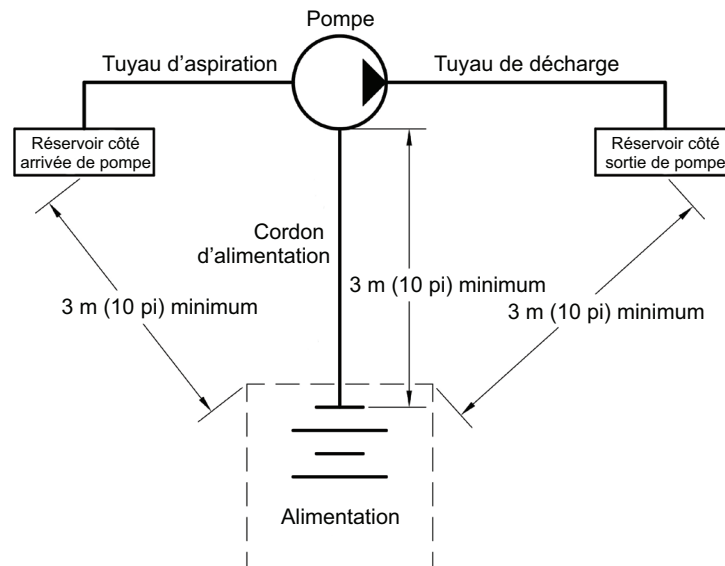 Pompe
Tuyau d'aspiration
Tuyau de décharge
Réservoir côté
arrivée de pompe
Réservoir côté
sortie de pompe
Cordon
d'alimentation
3 m (10 pi) minimum
3 m (10 pi) minimum
3 m (10 pi) minimum
Alimentation